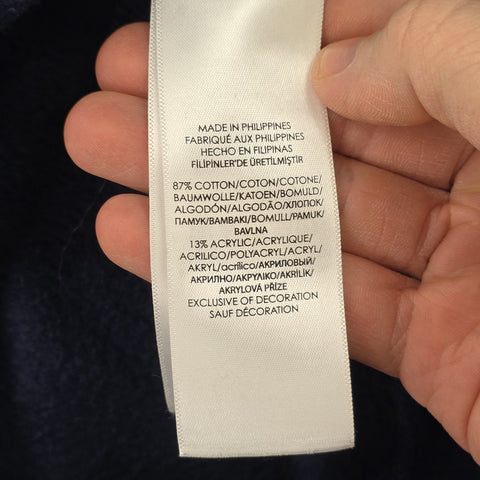 MADE IN PHILIPPINES
FABRIQUÉ AUX PHILIPPINES
HECHO EN FILIPINAS
FİLİPİNLER'DE ÜRETİLMİŞTİR
87% COTTON/COTON/COTONE/
BAUMWOLLE/KATOEN/BOMULD/
ALGODÓN/ALGODÃO/ХЛОПОК/
ПАМУК/ΒΑΜΒΑΚΙ/BOMULL/PAMUK/
BAVLNA
13% ACRYLIC/ACRYLIQUE/
ACRILICO/POLYACRYL/ACRYL/
AKRYL/acrílico/АКРИЛОВЫЙ/
АКРИЛНО/ΑΚΡΥΛΙΚΟ/AKRİLİK/
AKRYLOVÁ PŘÍZE
EXCLUSIVE OF DECORATION
SAUF DÉCORATION